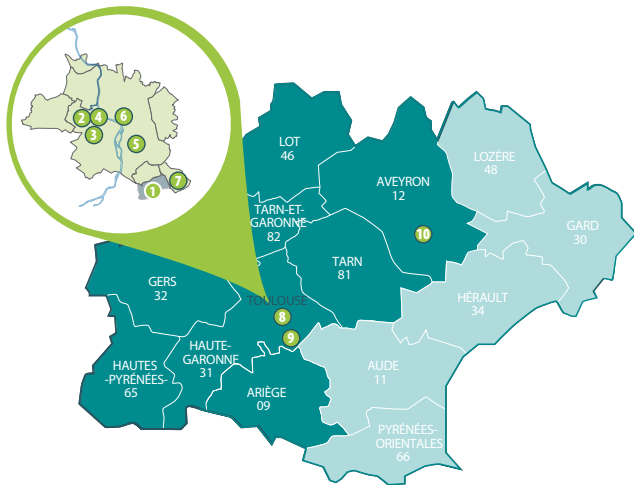 2
4
6
3
5
7
1
LOT
46
LOZÈRE
48
AVEYRON
12
TARN-ET-
GARONNE
82
10
GARD
30
TARN
81
GERS
32
TOULOUSE
8
HÉRAULT
34
9
HAUTE-
GARONNE
31
HAUTES
-PYRÉNÉES-
65
AUDE
11
ARIÈGE
09
PYRÉNÉES-
ORIENTALES
66